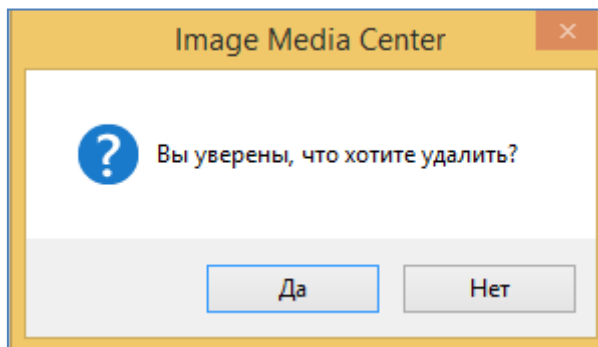 Image Media Center
Вы уверены, что хотите удалить?
Да
Нет